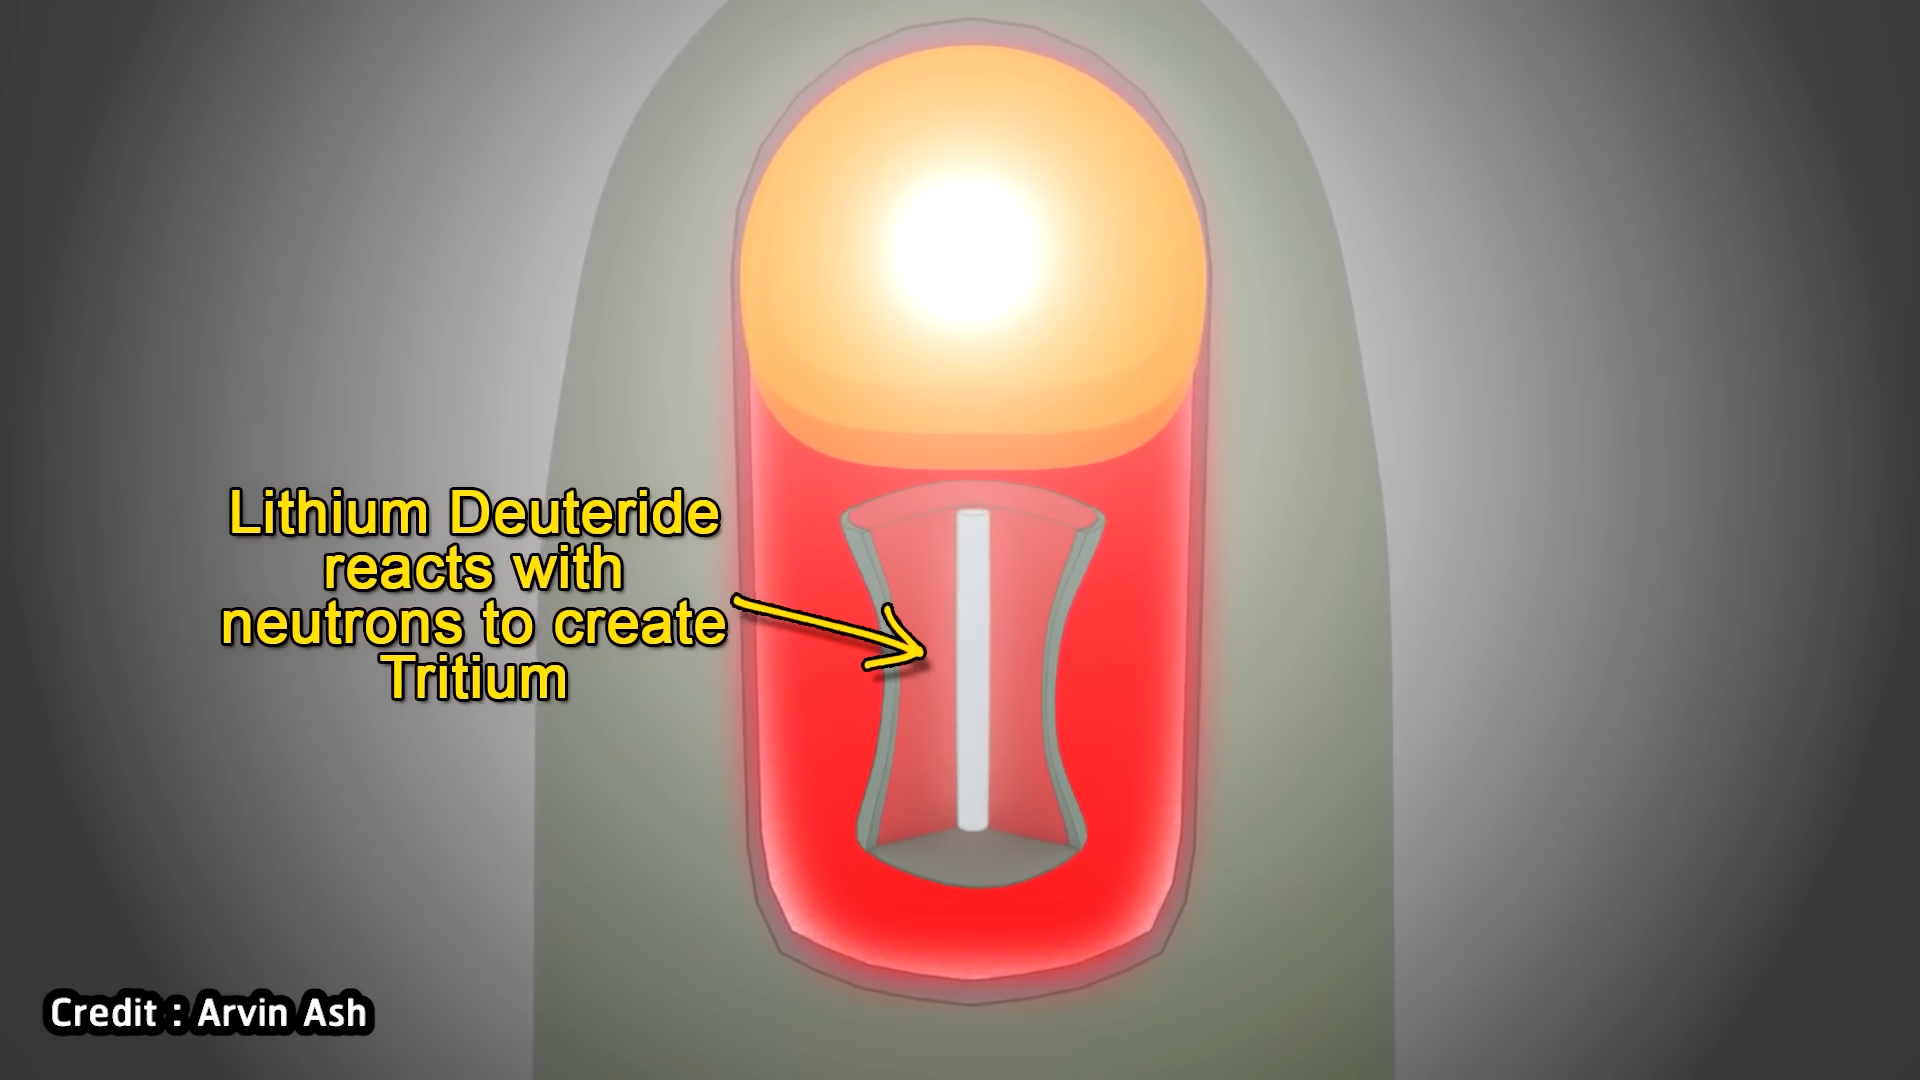 Lithium Deuteride
reacts with
neutrons to create
Tritium
Credit : Arvin Ash